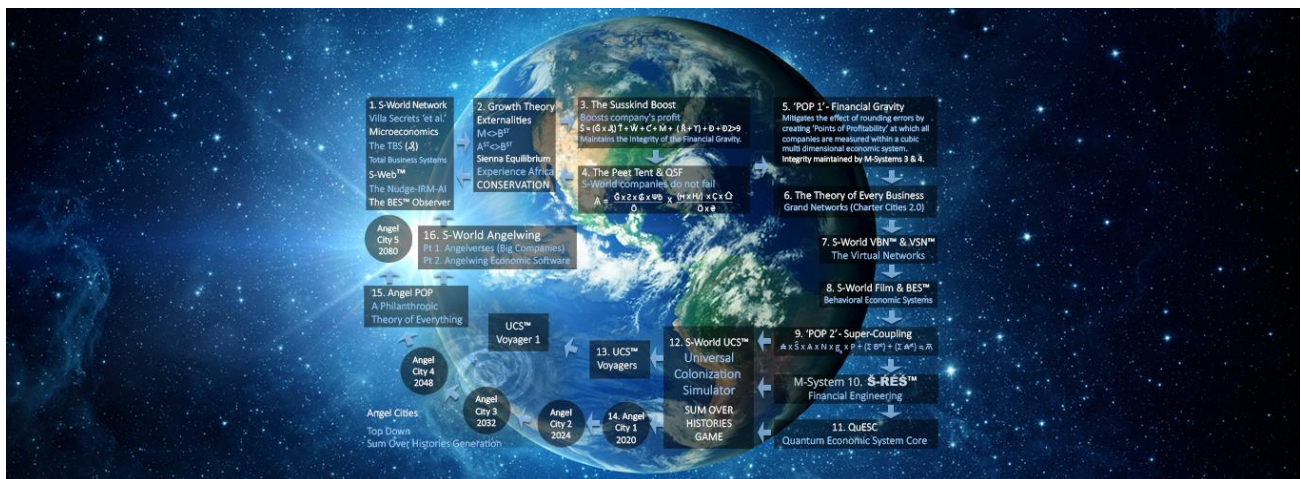 1. S-World Network
Villa Secrets 'et al.'
Microeconomics
The TBS
Total Business Systems
S-Web™
The Nudge-IRM-AI
The BES™ Observer
2. Growth Theory
Externalities
M<>Bˢᵀ
Aˢᵀ<>Bˢᵀ
Sienna Equilibrium
Experience Africa
CONSERVATION
3. The Susskind Boost
Boosts company's profit
Maintains the Integrity of the Financial Gravity.
4. The Peet Tent & QSF
S-World companies do not fail
5. 'POP 1'- Financial Gravity
Mitigates the effect of rounding errors by
creating 'Points of Profitability' at which all
companies are measured within a cubic
multi dimensional economic system.
Integrity maintained by M-Systems 3 & 4.
6. The Theory of Every Business
Grand Networks (Charter Cities 2.0)
7. S-World VBN™ & VSN™
The Virtual Networks
8. S-World Film & BES™
Behavioral Economic Systems
9. 'POP 2'- Super-Coupling
M-System 10. Š-ŔÉŠ™
Financial Engineering
11. QuESC
Quantum Economic System Core
12. S-World UCS™
Universal
Colonization
Simulator
SUM OVER
HISTORIES
GAME
13. UCS™
Voyagers
UCS™
Voyager 1
14. Angel
City 1
2020
Angel
City 2
2024
Angel
City 3
2032
Angel
City 4
2048
Angel Cities
Top Down
Sum Over Histories Generation
15. Angel POP
A Philanthropic
Theory of Everything
16. S-World Angelwing
Pt 1. Angelverses (Big Companies)
Pt 2. Angelwing Economic Software
Angel
City 5
2080